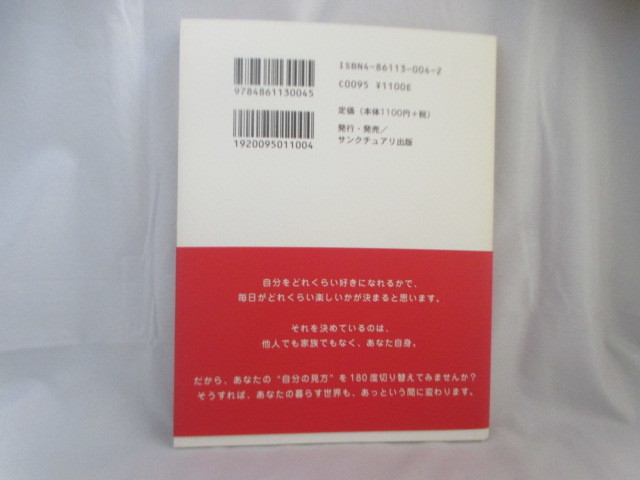 ISBN4-86113-004-2
C0095 ¥1100E
9784861130045
定価（本体1100円＋税）
発行・発売／
サンクチュアリ出版
1920095011004
自分をどれくらい好きになれるかで、
毎日がどれくらい楽しいかが決まると思います。
それを決めているのは、
他人でも家族でもなく、あなた自身。
だから、あなたの“自分の見方”を180度切り替えてみませんか？
そうすれば、あなたの暮らす世界も、あっという間に変わります。